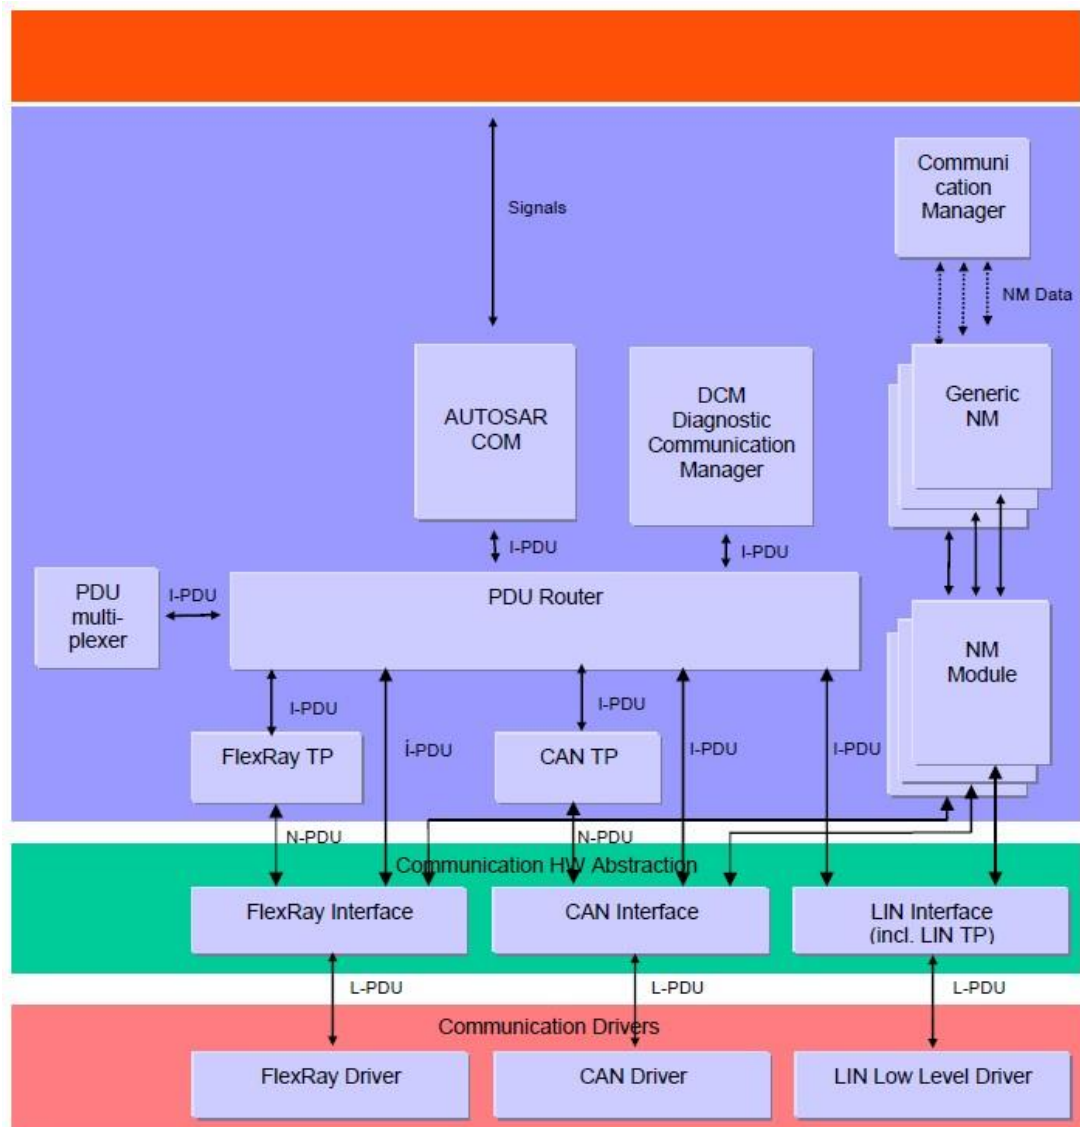 Communi
cation
Manager
Signals
NM Data
AUTOSAR
COM
DCM
Diagnostic
Communication
Manager
Generic
NM
I-PDU
I-PDU
PDU
multi-
plexer
I-PDU
PDU Router
NM
Module
I-PDU
I-PDU
i-PDU
I-PDU
I-PDU
FlexRay TP
CAN TP
N-PDU
N-PDU
Communication HW Abstraction
FlexRay Interface
CAN Interface
LIN Interface
(incl. LIN TP)
L-PDU
L-PDU
L-PDU
Communication Drivers
FlexRay Driver
CAN Driver
LIN Low Level Driver